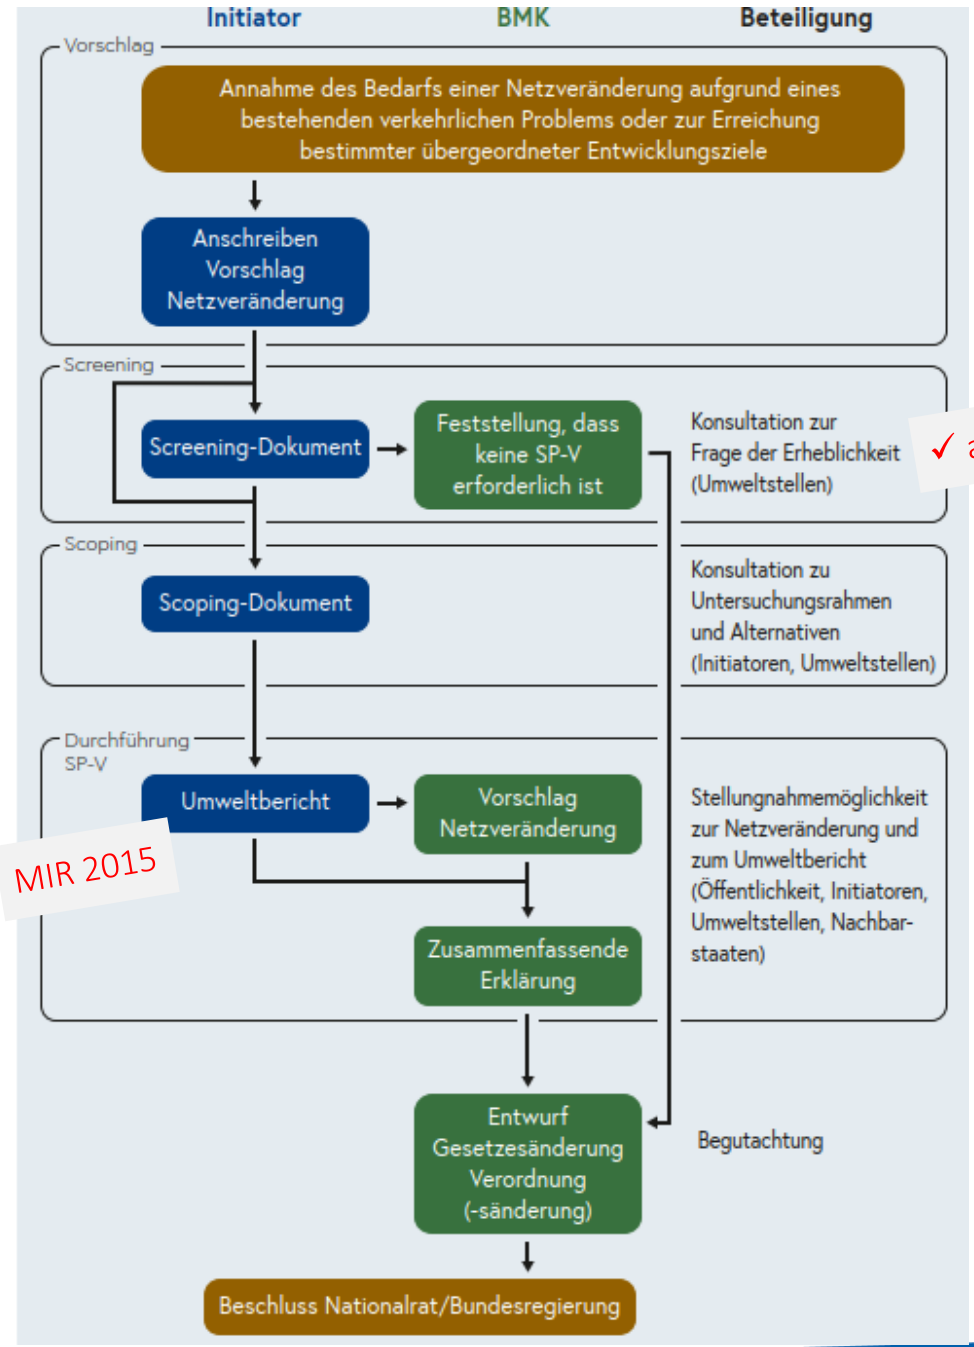 Initiator
BMK
Beteiligung
Vorschlag
Annahme des Bedarfs einer Netzveränderung aufgrund eines
bestehenden verkehrlichen Problems oder zur Erreichung
bestimmter übergeordneter Entwicklungsziele
Anschreiben
Vorschlag
Netzveränderung
Screening
Screening-Dokument
Feststellung, dass
keine SP-V
erforderlich ist
Konsultation zur
Frage der Erheblichkeit
(Umweltstellen)
✓
Scoping
Scoping-Dokument
Konsultation zu
Untersuchungsrahmen
und Alternativen
(Initiatoren, Umweltstellen)
Durchführung
SP-V
Umweltbericht
Vorschlag
Netzveränderung
Stellungnahmemöglichkeit
zur Netzveränderung und
zum Umweltbericht
(Öffentlichkeit, Initiatoren,
Umweltstellen, Nachbar-
staaten)
MIR 2015
Zusammenfassende
Erklärung
Entwurf
Gesetzesänderung
Verordnung
(-sänderung)
Begutachtung
Beschluss Nationalrat/Bundesregierung